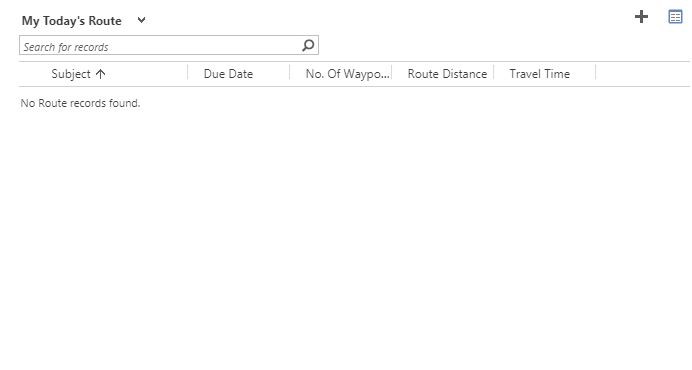 My Today's Route
Search for records
Subject Due Date No. Of Waypo... Route Distance Travel Time
No Route records found.